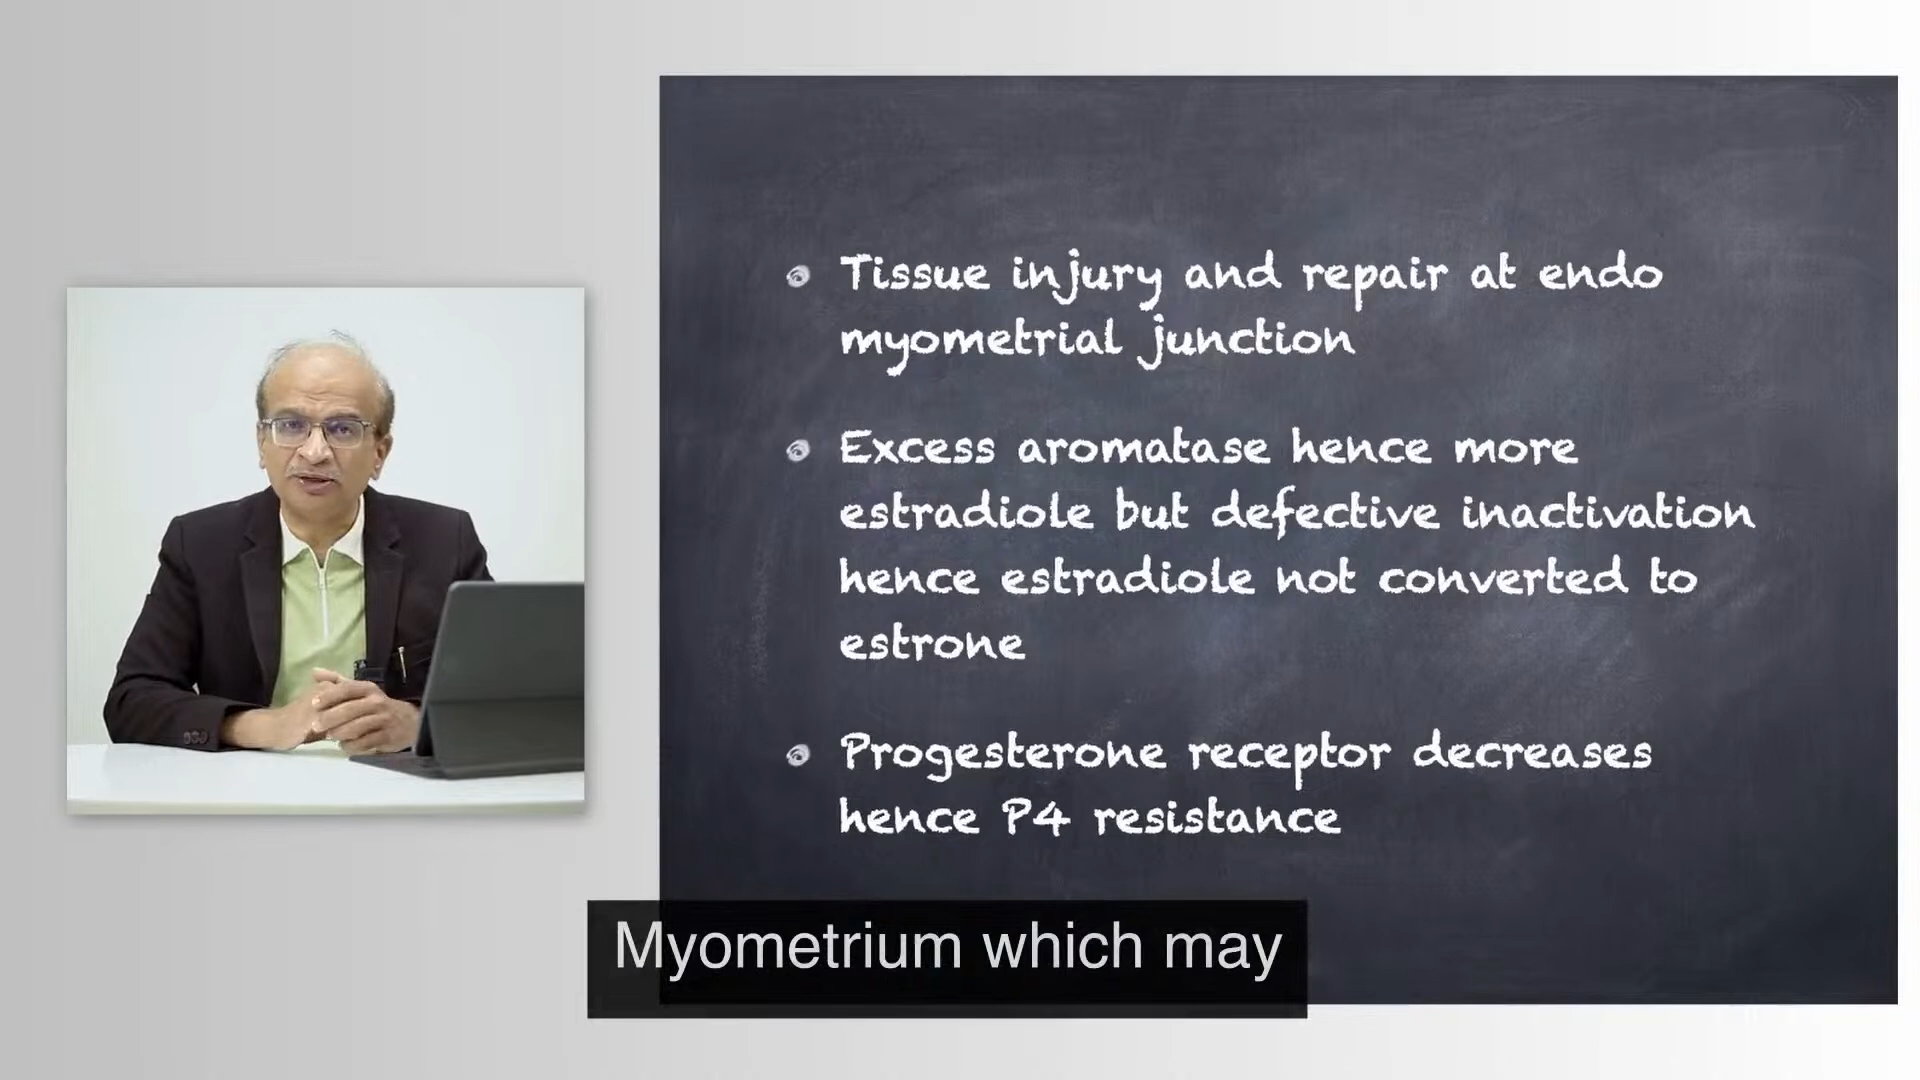 Tissue injury and repair at endo
myometrial junction
Excess aromatase hence more
estradiole but defective inactivation
hence estradiole not converted to
estrone
Progesterone receptor decreases
hence P4 resistance
Myometrium which may